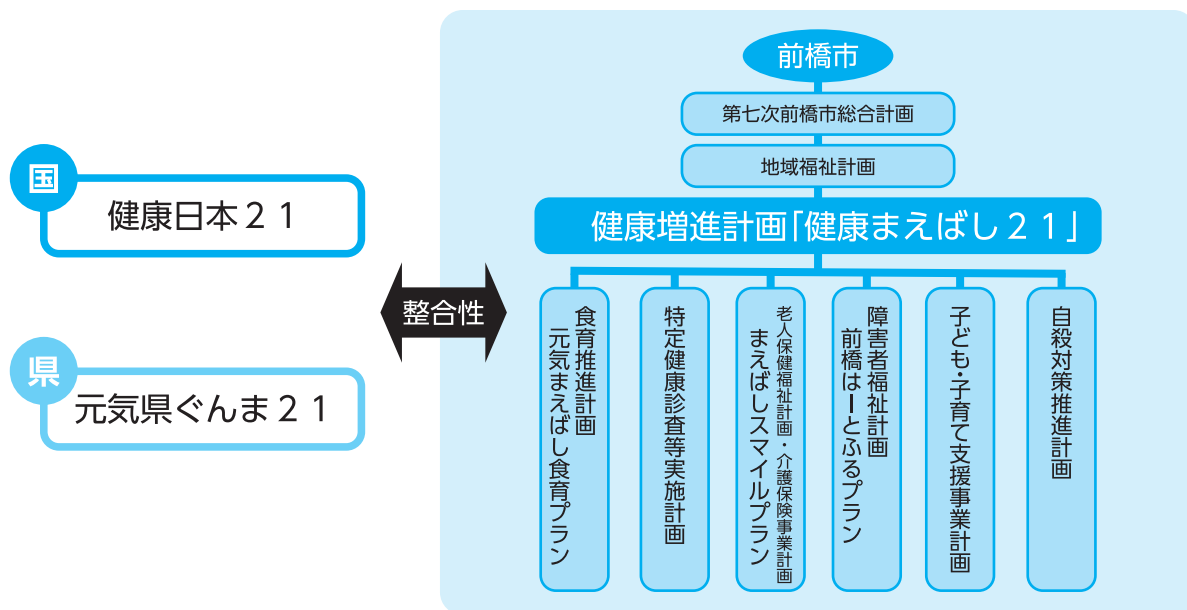 国
健康日本２１
県
元気県ぐんま２１
整合性
前橋市
第七次前橋市総合計画
地域福祉計画
健康増進計画｢健康まえばし２１｣
食育推進計画
元気まえばし食育プラン
特定健康診査等実施計画
老人保健福祉計画・介護保険事業計画
まえばしスマイルプラン
障害者福祉計画
前橋はーとふるプラン
子ども・子育て支援事業計画
自殺対策推進計画